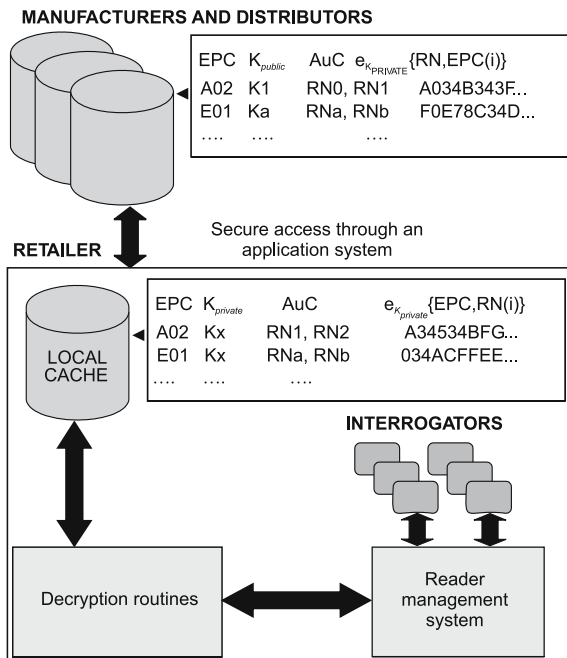 MANUFACTURERS AND DISTRIBUTORS
EPC K_public AuC e_K_PRIVATE{RN,EPC(i)}
A02 K1 RN0, RN1 A034B343F...
E01 Ka RNa, RNb F0E78C34D...
.... .... ....
Secure access through an
application system
RETAILER
EPC K_private AuC e_K_private{EPC,RN(i)}
A02 Kx RN1, RN2 A34534BFG...
E01 Kx RNa, RNb 034ACFFEE...
.... .... ....
LOCAL
CACHE
INTERROGATORS
Decryption routines
Reader
management
system